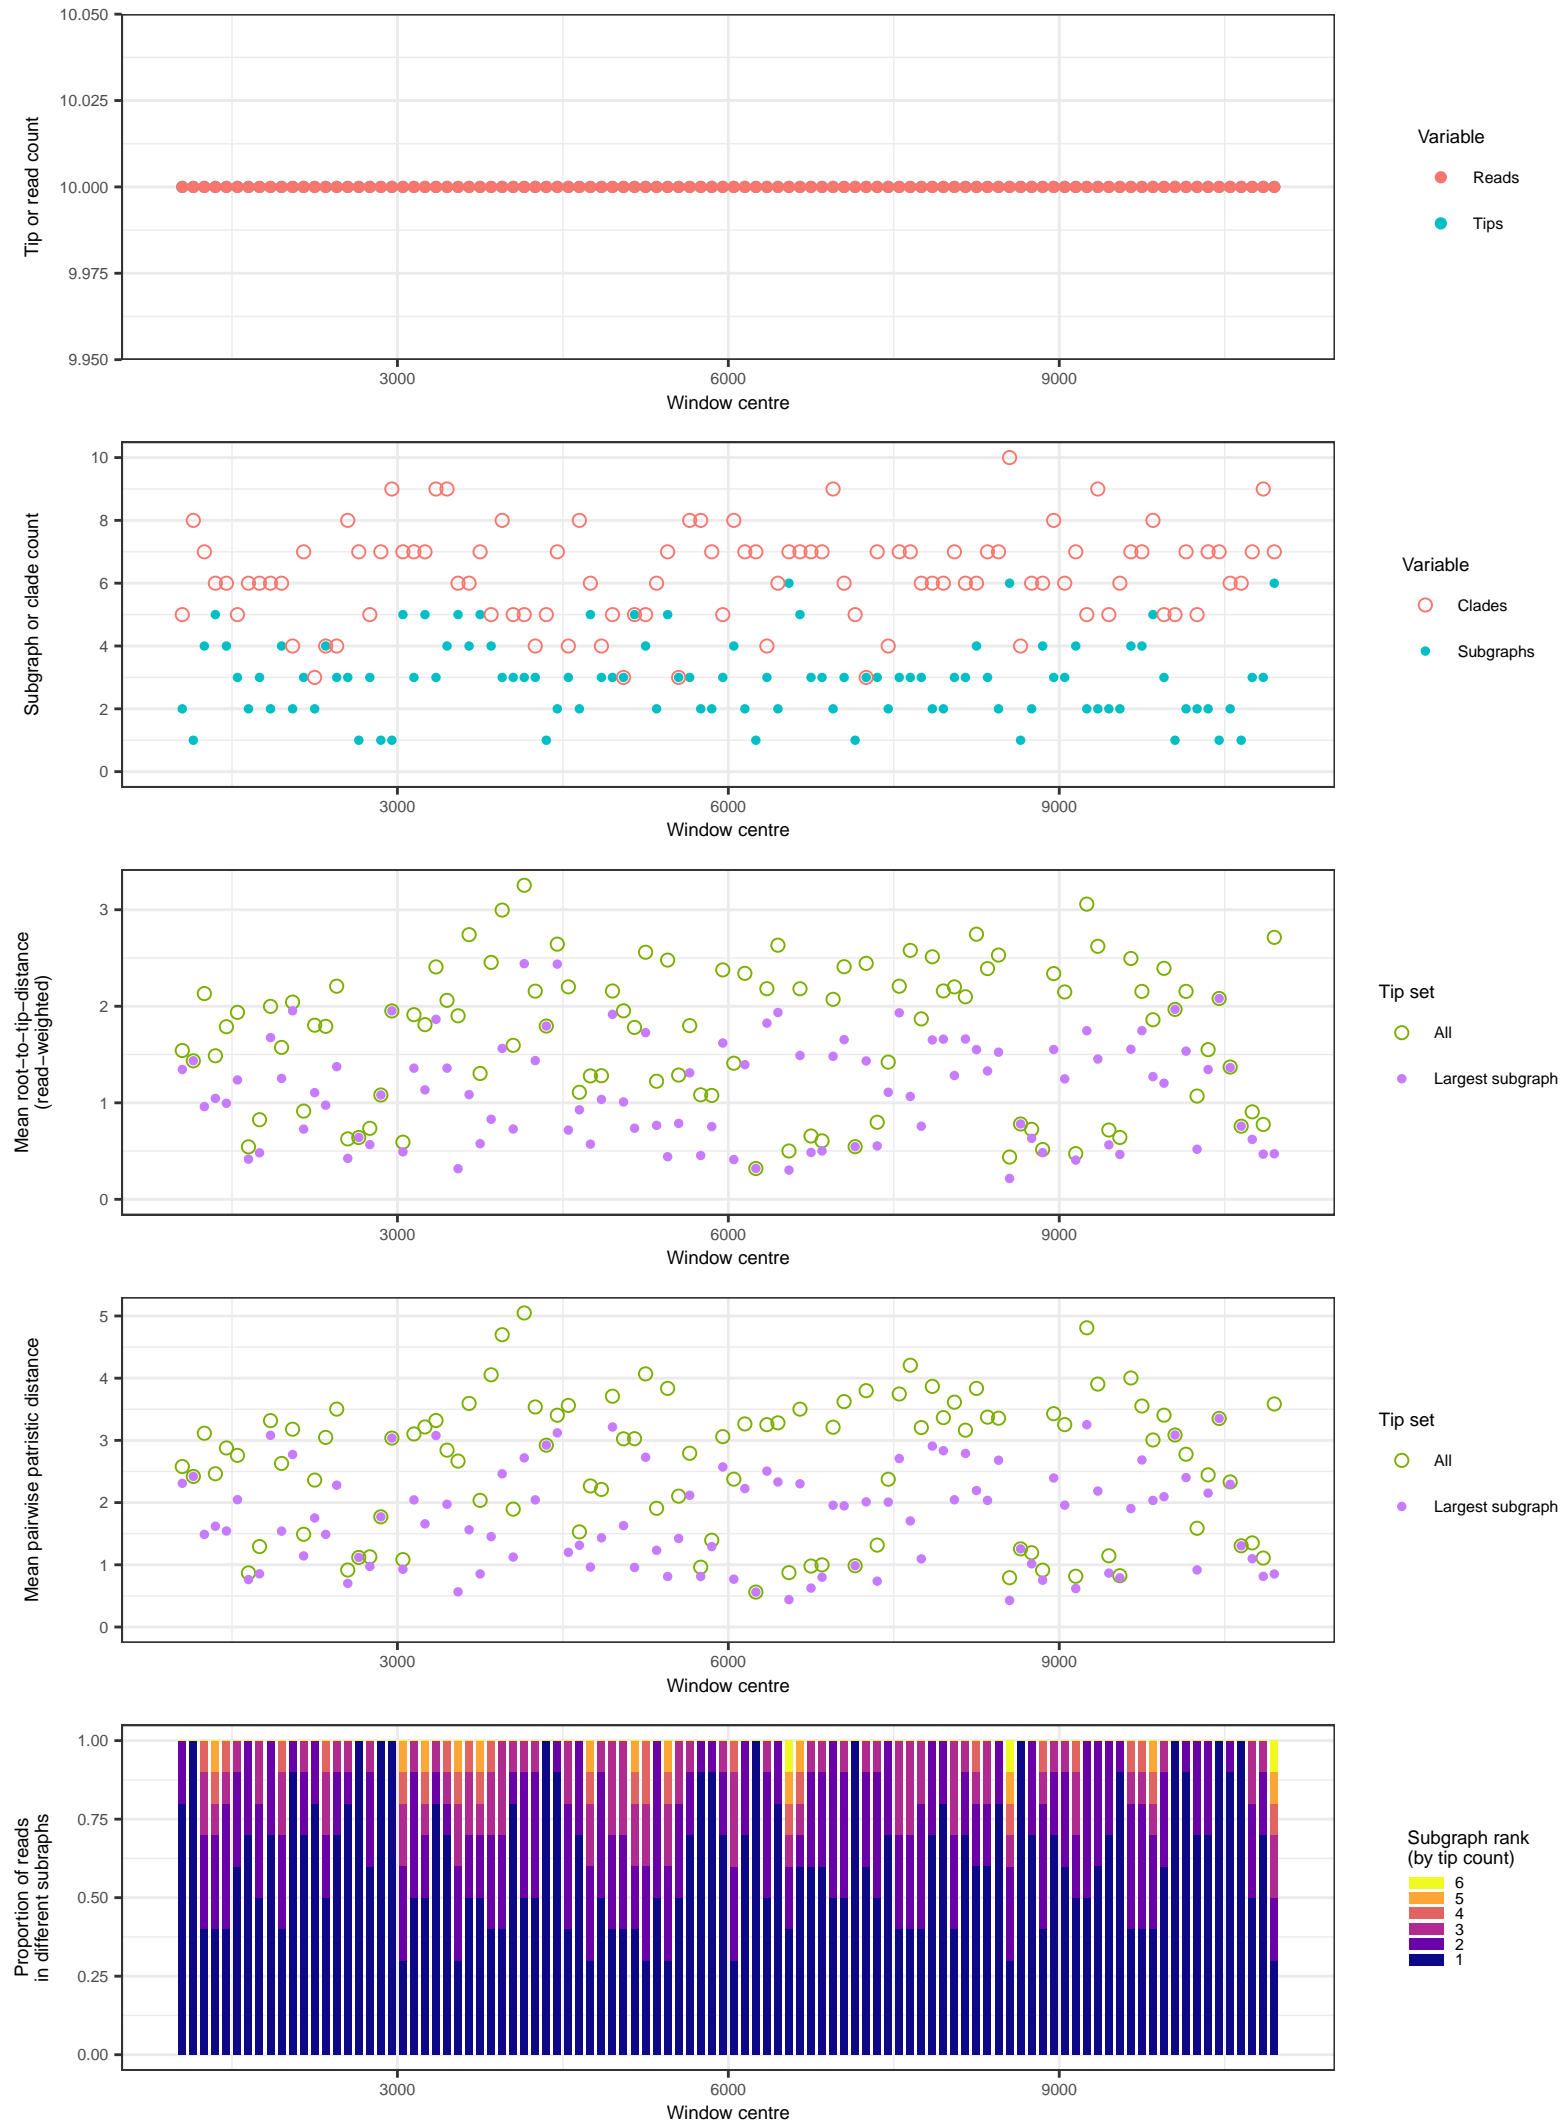 10.050
10.025
10.000
9.975
9.950
Tip or read count
3000 6000 9000
Window centre
Variable
Reads
Tips
10
8
6
4
2
0
Subgraph or clade count
3000 6000 9000
Window centre
Variable
Clades
Subgraphs
3
2
1
0
Mean root−to−tip−distance
(read−weighted)
3000 6000 9000
Window centre
Tip set
All
Largest subgraph
5
4
3
2
1
0
Mean pairwise patristic distance
3000 6000 9000
Window centre
Tip set
All
Largest subgraph
1.00
0.75
0.50
0.25
0.00
Proportion of reads
in different subraphs
3000 6000 9000
Window centre
Subgraph rank
(by tip count)
6
5
4
3
2
1